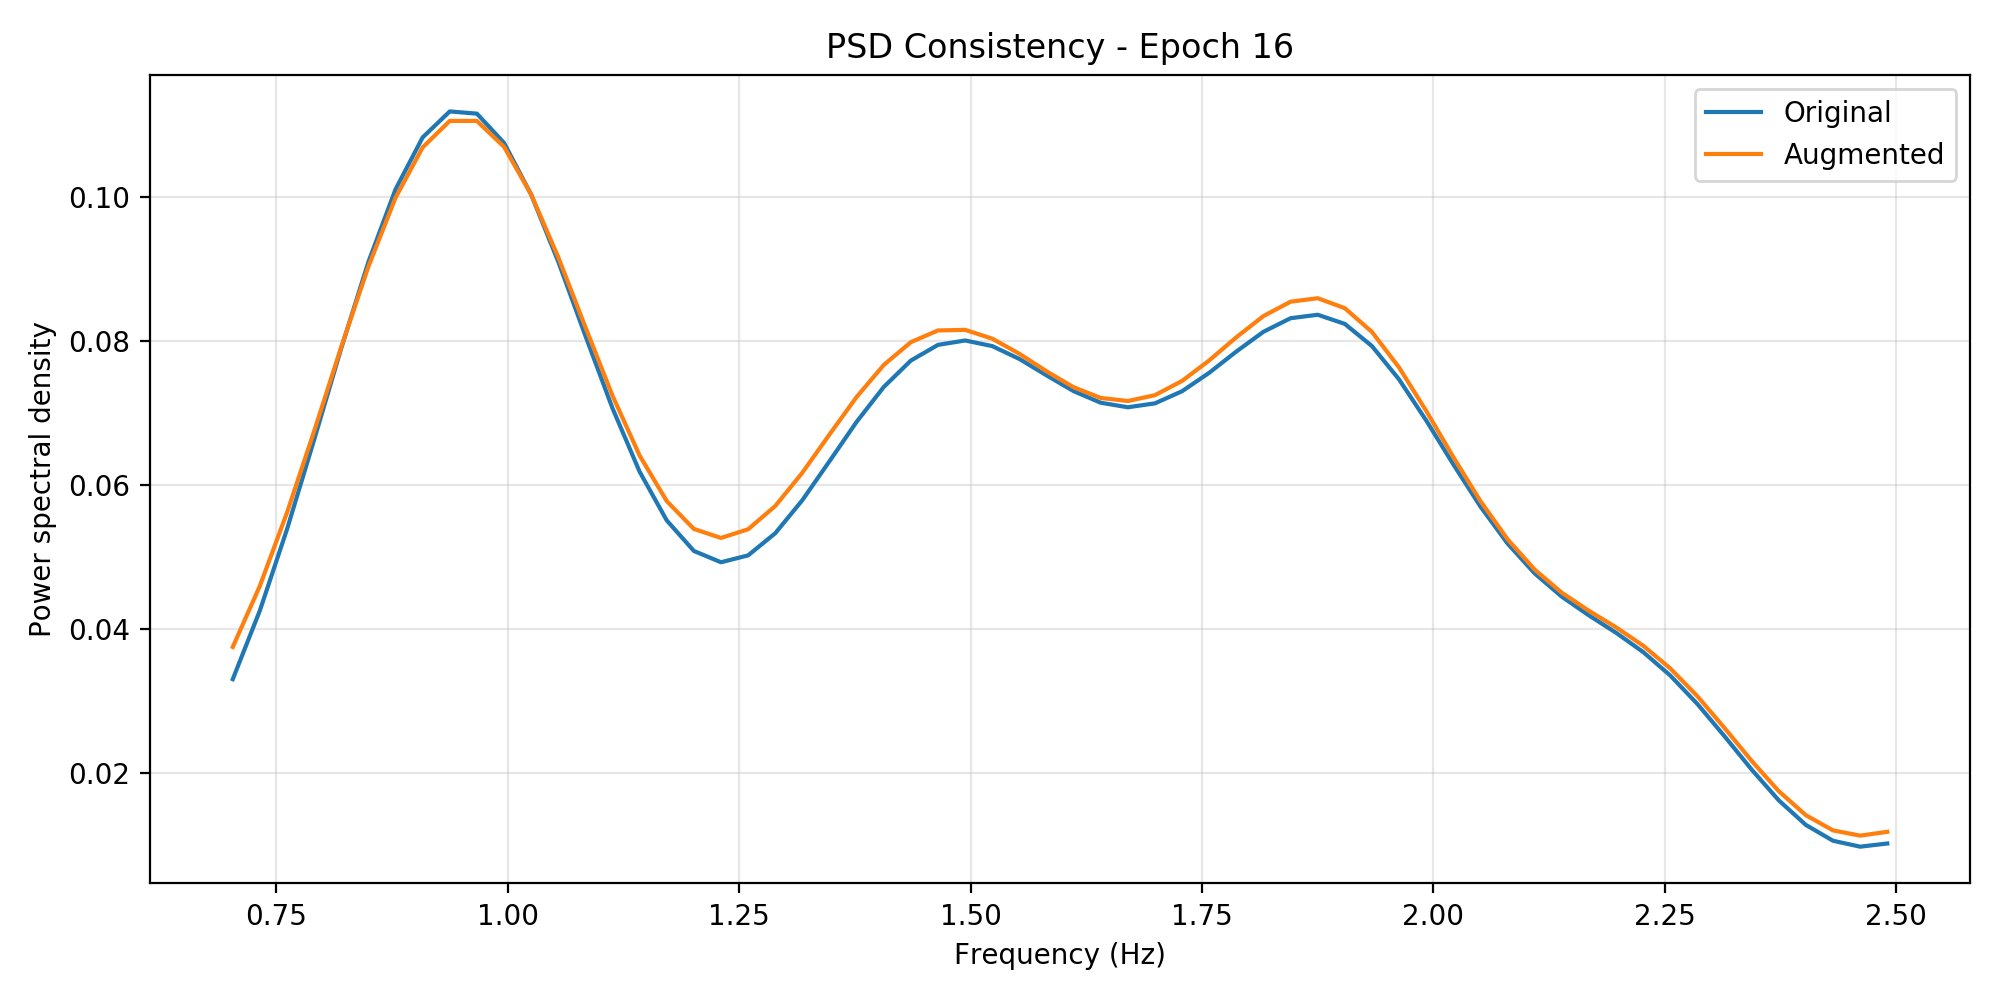 PSD Consistency - Epoch 16
Original
Augmented
Power spectral density
0.10
0.08
0.06
0.04
0.02
0.75 1.00 1.25 1.50 1.75 2.00 2.25 2.50
Frequency (Hz)